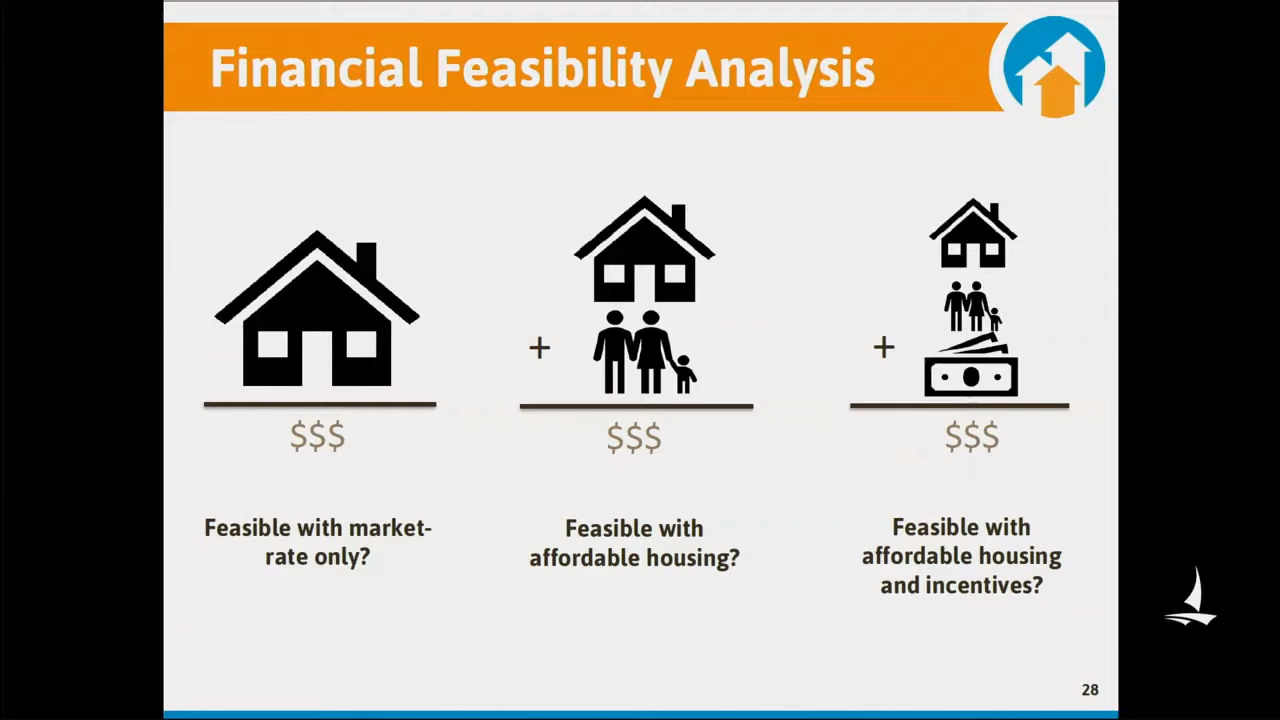 Financial Feasibility Analysis
+
+
$$$
$$$
$$$
Feasible with market-
rate only?
Feasible with
affordable housing?
Feasible with
affordable housing
and incentives?
28